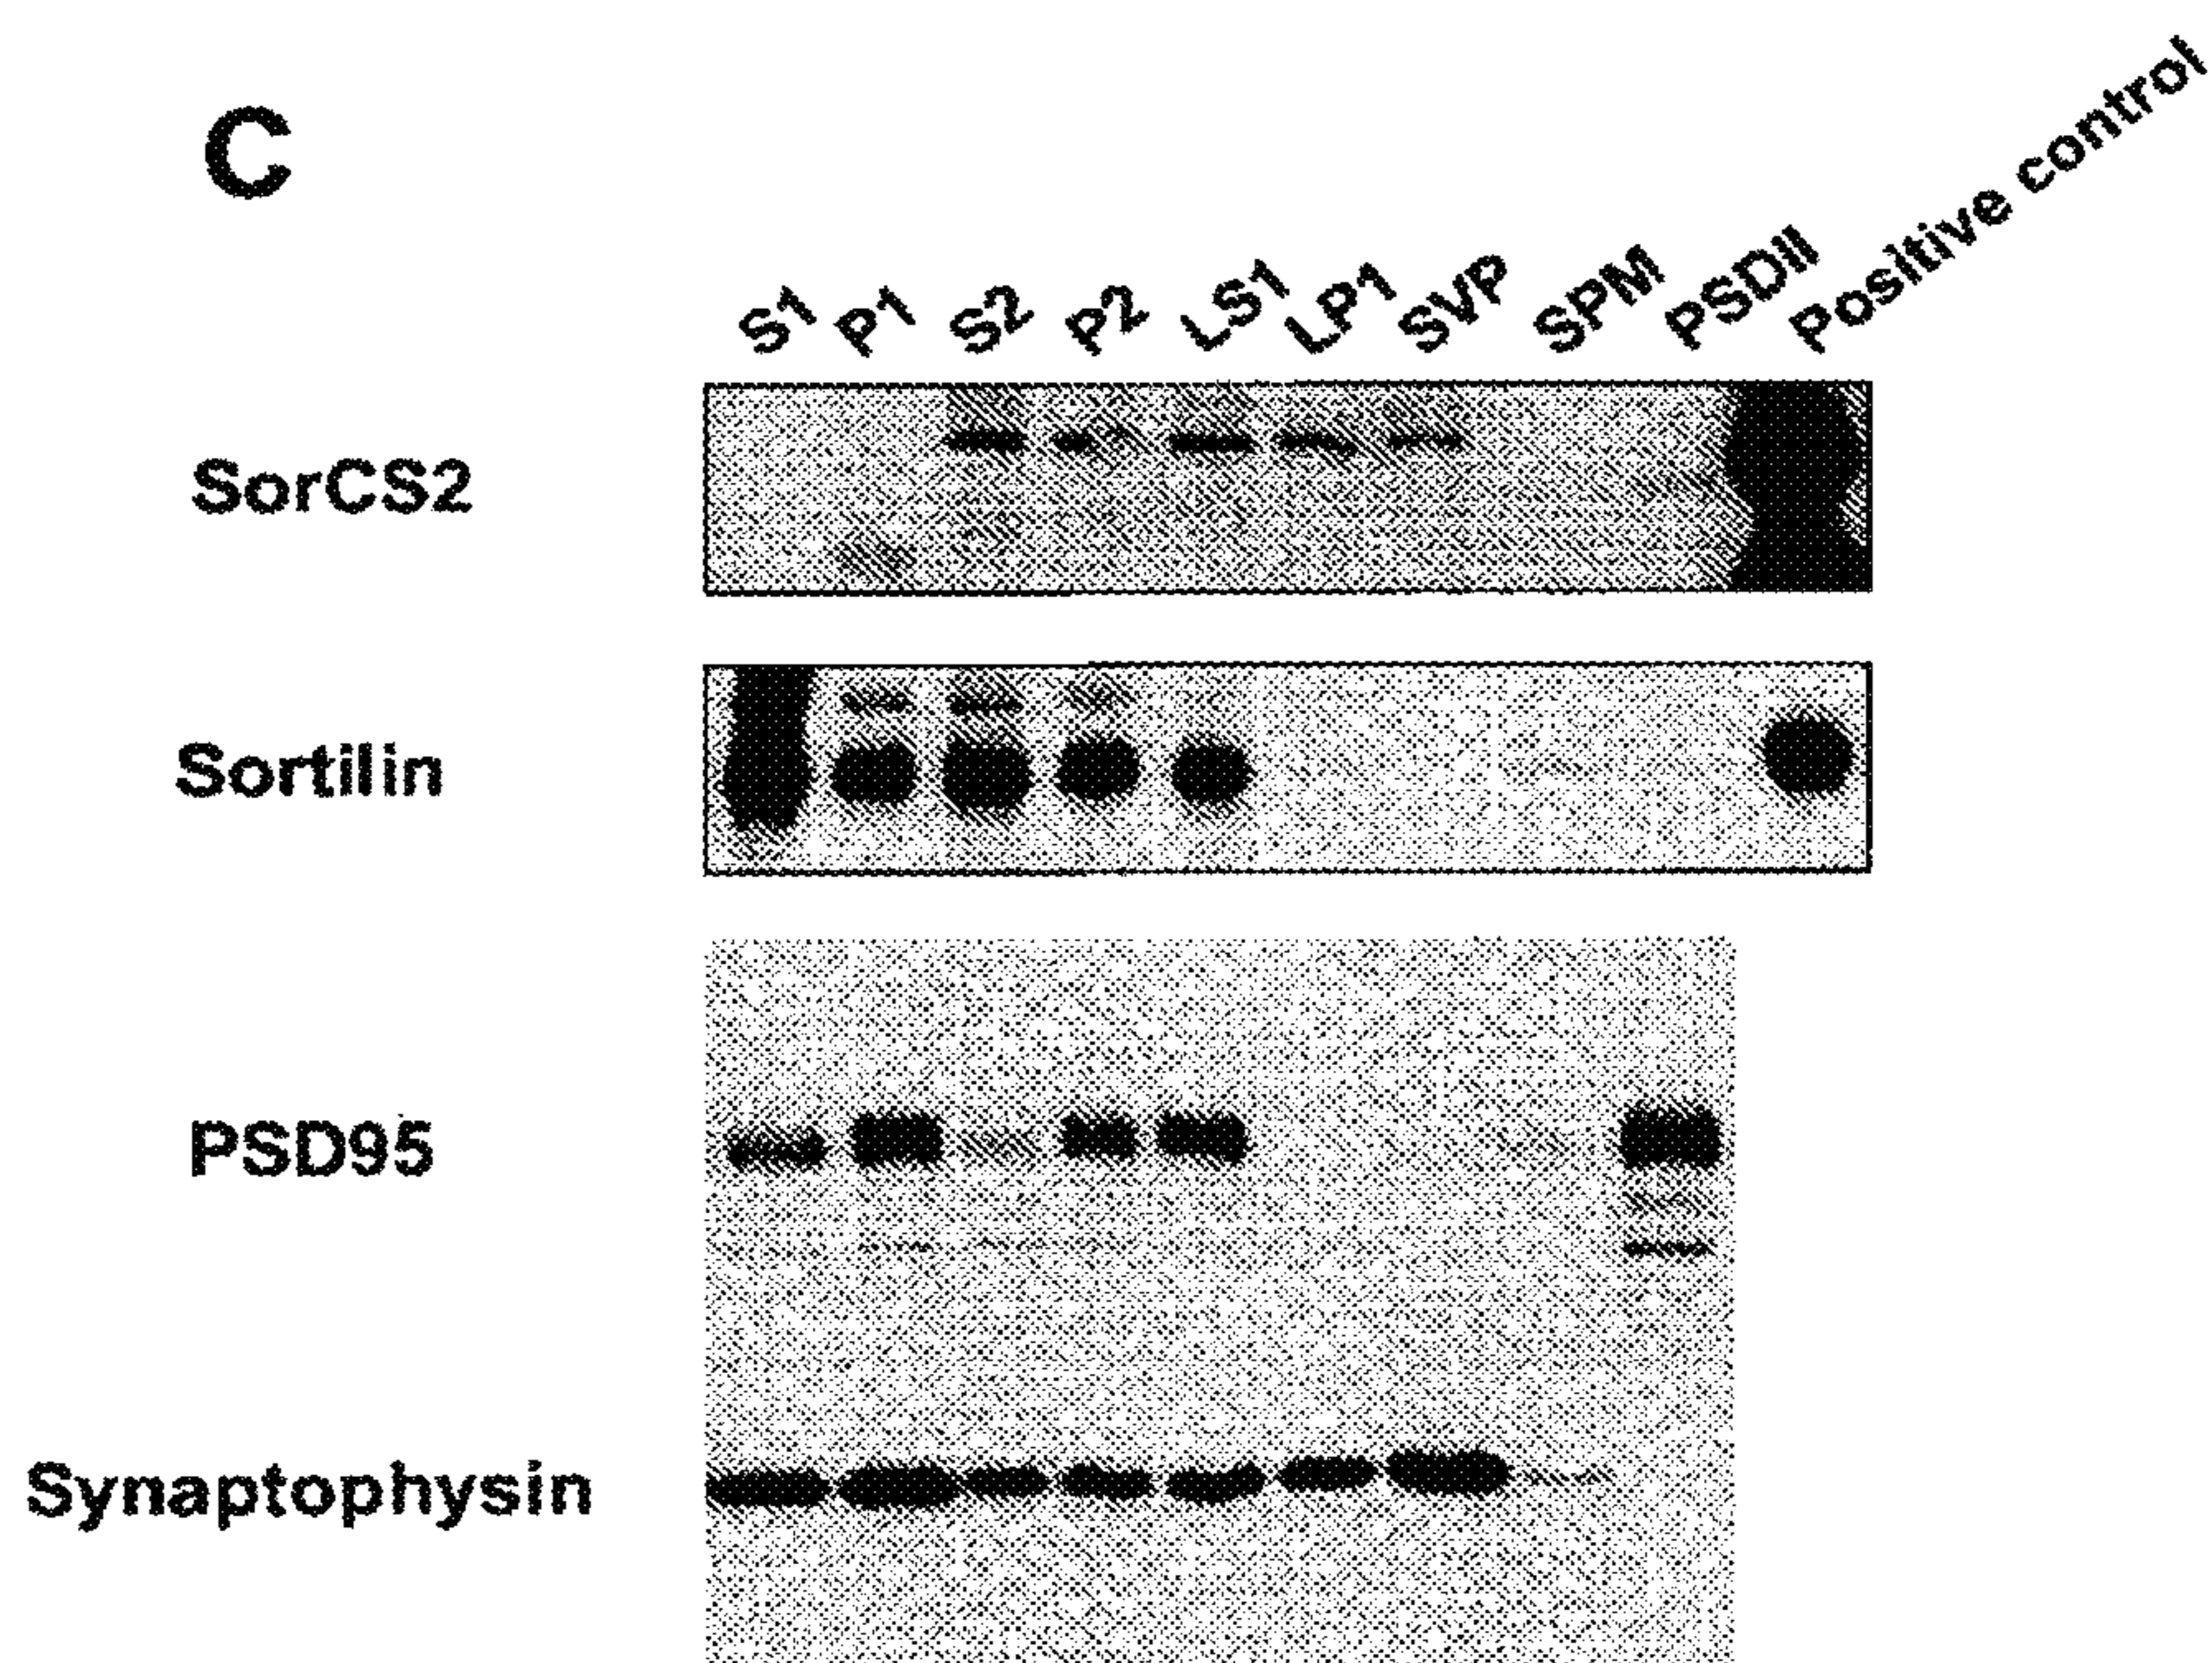 C
S1 P1 S2 P2 LS1 LP1 SVP SPM PSDII Positive control
SorCS2
Sortilin
PSD95
Synaptophysin